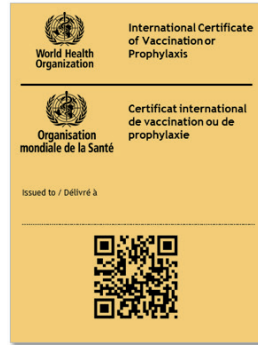 World Health
Organization
International Certificate
of Vaccination or
Prophylaxis
Organisation
mondiale de la Santé
Certificat international
de vaccination ou de
prophylaxie
Issued to / Délivré à